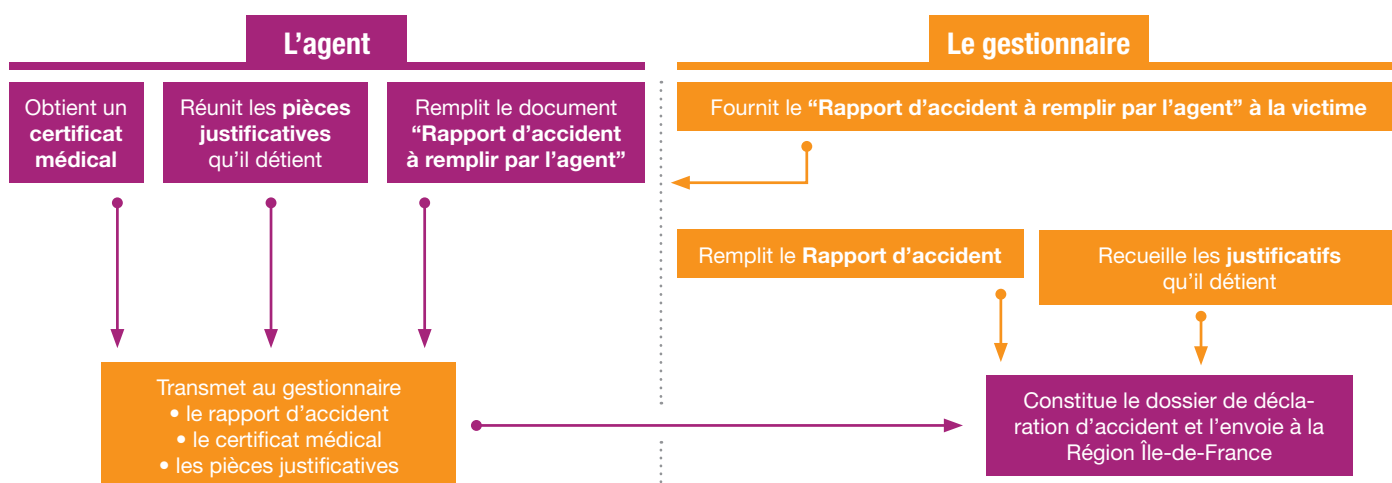 L’agent
Obtient un
certificat
médical
Réunit les pièces
justificatives
qu’il détient
Remplit le document
“Rapport d’accident
à remplir par l’agent”
Transmet au gestionnaire
• le rapport d’accident
• le certificat médical
• les pièces justificatives
Le gestionnaire
Fournit le “Rapport d’accident à remplir par l’agent” à la victime
Remplit le Rapport d’accident
Recueille les justificatifs
qu’il détient
Constitue le dossier de décla-
ration d’accident et l’envoie à la
Région Île-de-France